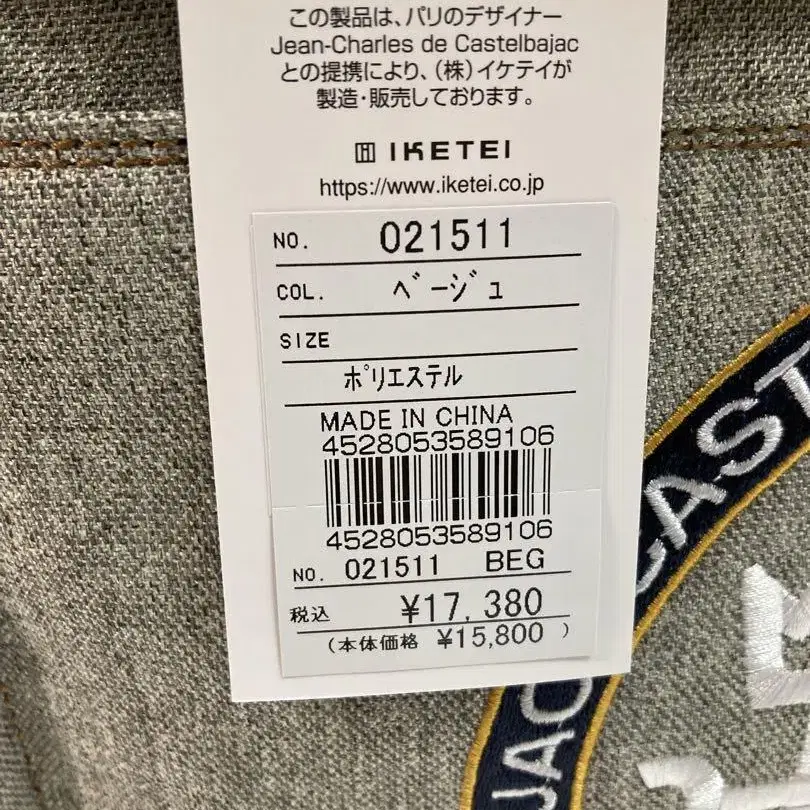 この製品は、パリのデザイナー
Jean-Charles de Castelbajac
との提携により、(株)イケテイが
製造・販売しております。
IKETEI
https://www.iketei.co.jp
NO. 021511
COL. ベージュ
SIZE
ポリエステル
MADE IN CHINA
4528053589106
4528053589106
NO. 021511 BEG
税込 ¥17,380
(本体価格 ¥15,800 )
CAST
JAC